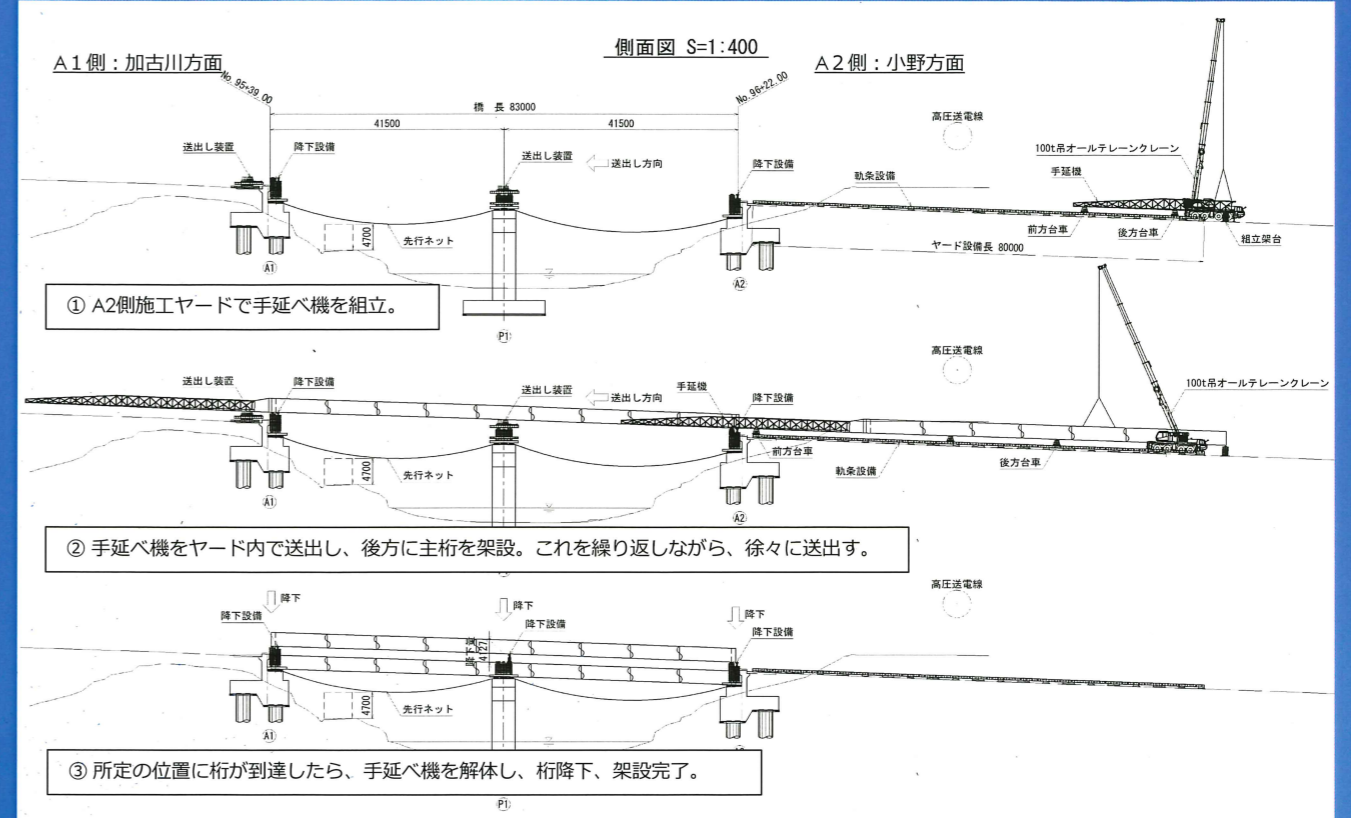 側面図 S=1:400
A1側：加古川方面
A2側：小野方面
No.95+39.00
No.96+22.00
橋 長 83000
41500
41500
高圧送電線
送出し装置
降下設備
送出し装置
送出し方向
降下設備
軌条設備
100t吊オールテレーンクレーン
手延機
4700
先行ネット
前方台車
後方台車
組立架台
ヤード設備長 80000
A1
A2
① A2側施工ヤードで手延べ機を組立。
P1
高圧送電線
送出し装置
降下設備
送出し装置
送出し方向
手延機
降下設備
100t吊オールテレーンクレーン
4700
先行ネット
前方台車
軌条設備
後方台車
A1
A2
② 手延べ機をヤード内で送出し、後方に主桁を架設。これを繰り返しながら、徐々に送出す。
高圧送電線
降下
降下
降下
降下設備
降下設備
降下設備
降下量
4127
4700
先行ネット
A1
③ 所定の位置に桁が到達したら、手延べ機を解体し、桁降下、架設完了。
P1